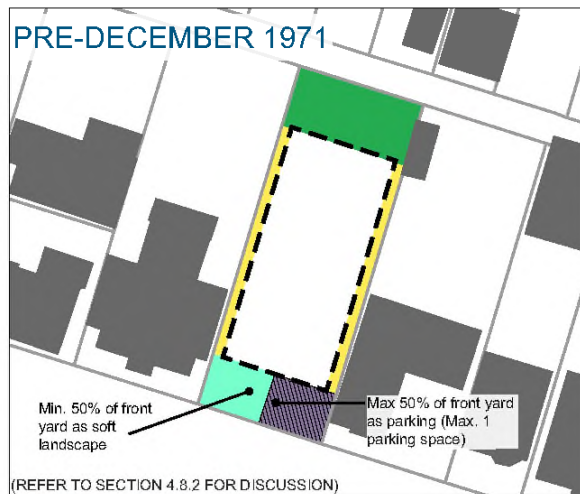 PRE-DECEMBER 1971
Min. 50% of front
yard as soft
landscape
Max 50% of front yard
as parking (Max. 1
parking space)
(REFER TO SECTION 4.8.2 FOR DISCUSSION)